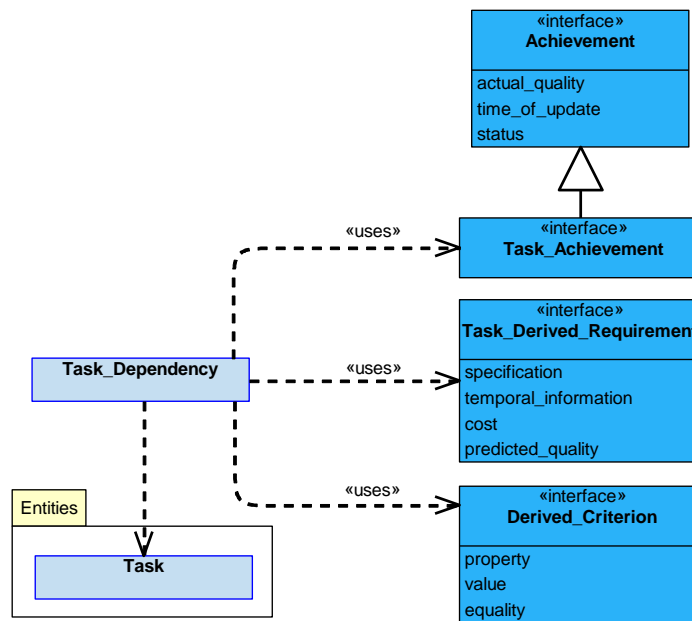 «interface»
Achievement
actual_quality
time_of_update
status
«uses»
«interface»
Task_Achievement
«interface»
Task_Derived_Requirement
specification
temporal_information
cost
predicted_quality
Task_Dependency
«uses»
«uses»
«interface»
Derived_Criterion
property
value
equality
Entities
Task